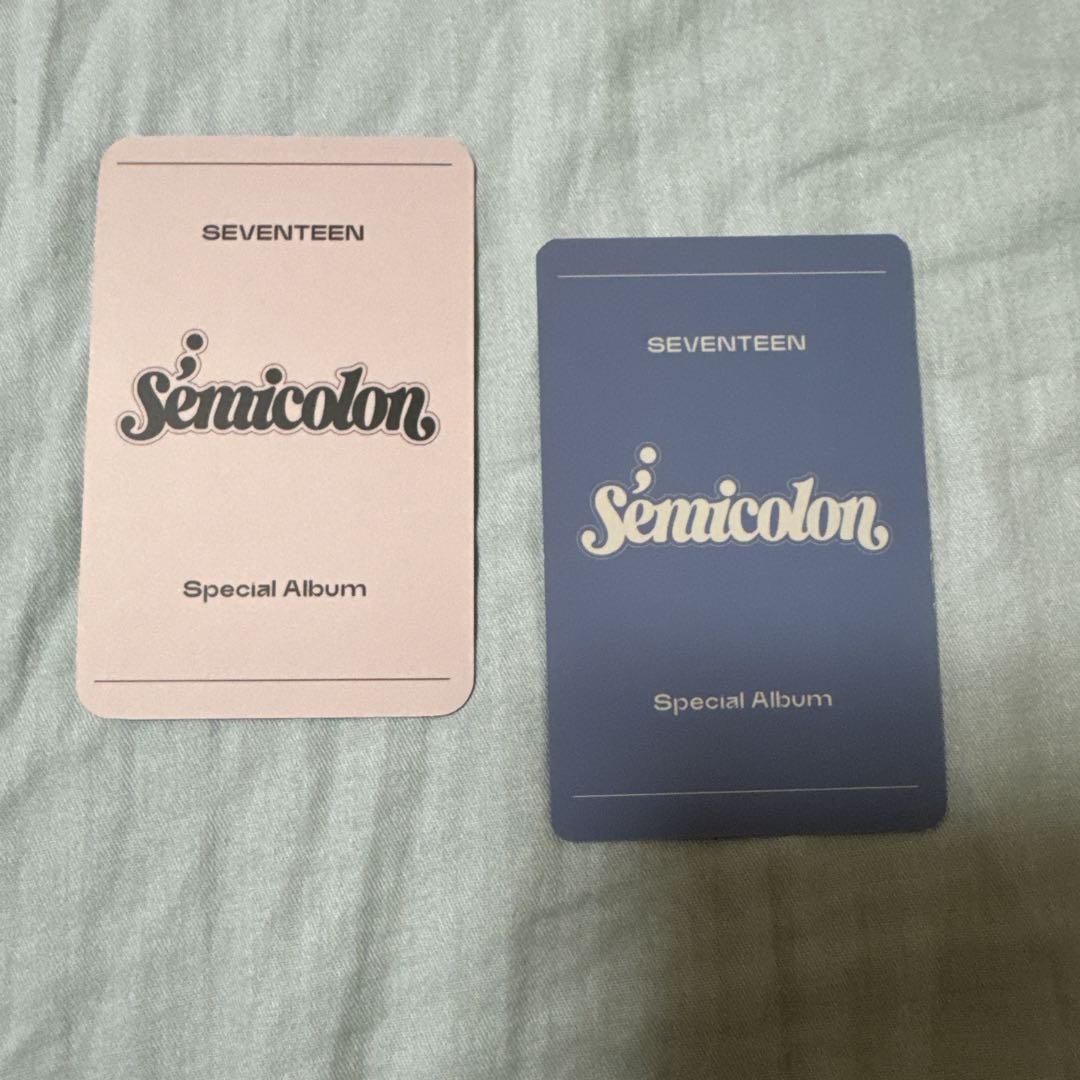 SEVENTEEN
;
Semicolon
Special Album
SEVENTEEN
;
Semicolon
Special Album